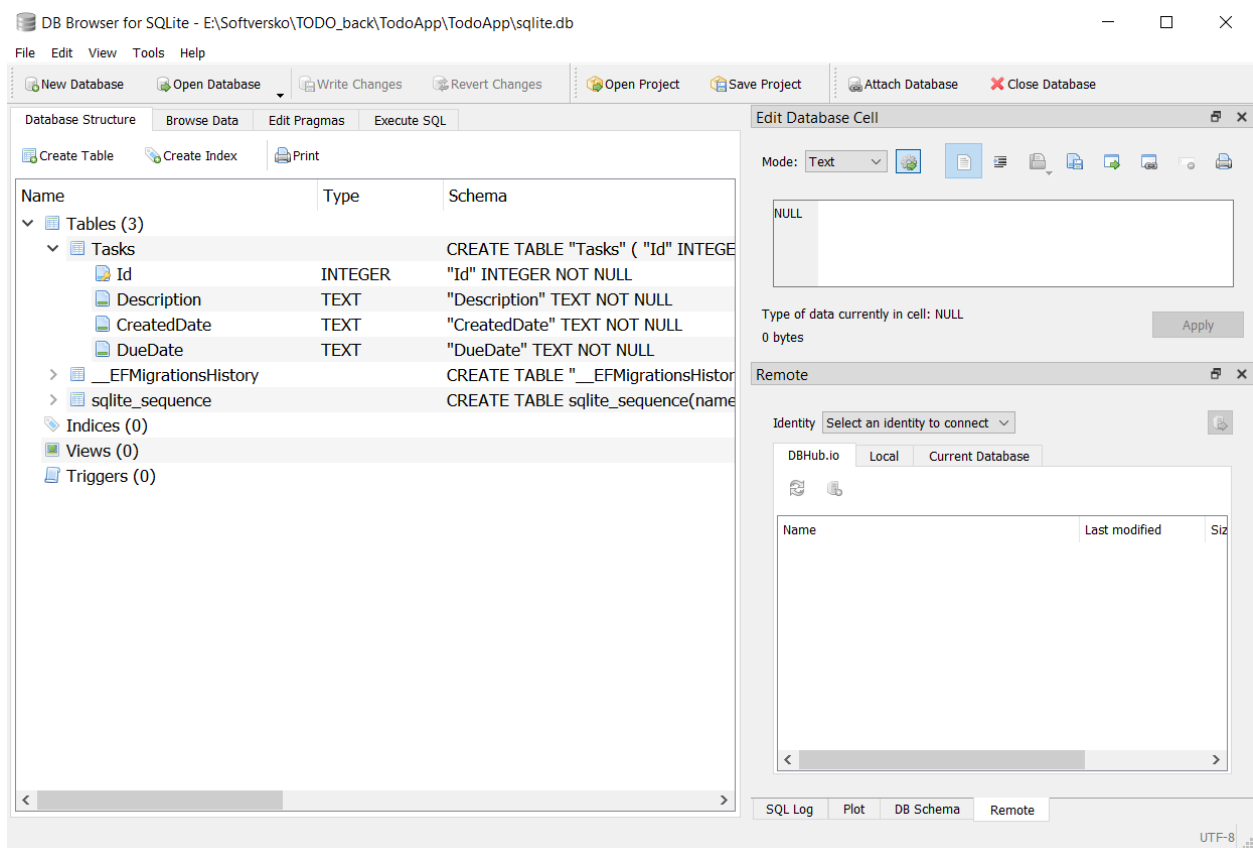 DB Browser for SQLite - E:\Softversko\TODO_back\TodoApp\TodoApp\sqlite.db
File Edit View Tools Help
New Database Open Database Write Changes Revert Changes Open Project Save Project Attach Database Close Database
Database Structure Browse Data Edit Pragmas Execute SQL
Create Table Create Index Print
Name Type Schema
Tables (3)
Tasks CREATE TABLE "Tasks" ( "Id" INTEGE
Id INTEGER "Id" INTEGER NOT NULL
Description TEXT "Description" TEXT NOT NULL
CreatedDate TEXT "CreatedDate" TEXT NOT NULL
DueDate TEXT "DueDate" TEXT NOT NULL
__EFMigrationsHistory CREATE TABLE "__EFMigrationsHistor
sqlite_sequence CREATE TABLE sqlite_sequence(name
Indices (0)
Views (0)
Triggers (0)
Edit Database Cell
Mode: Text
NULL
Type of data currently in cell: NULL
0 bytes
Apply
Remote
Identity Select an identity to connect
DBHub.io Local Current Database
Name Last modified Siz
SQL Log Plot DB Schema Remote
UTF-8